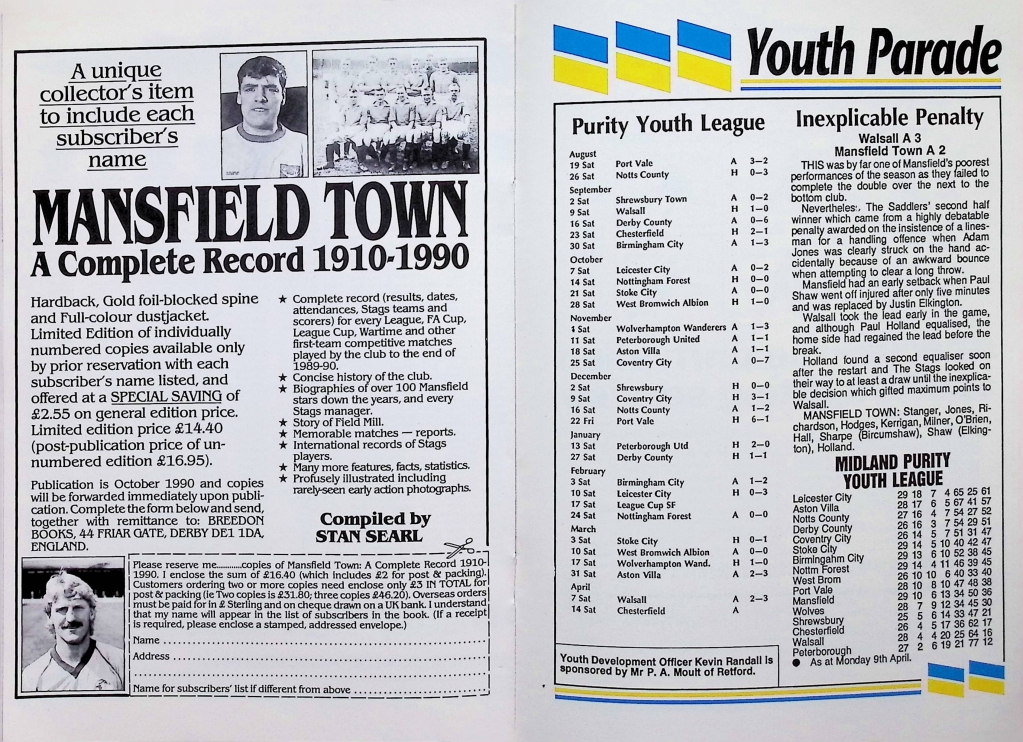 A unique
collector's item
to include each
subscriber's
name
MANSFIELD TOWN
A Complete Record 1910-1990
Hardback, Gold foil-blocked spine
and Full-colour dustjacket.
Limited Edition of individually
numbered copies available only
by prior reservation with each
subscriber's name listed, and
offered at a SPECIAL SAVING of
£2.55 on general edition price.
Limited edition price £14.40
(post-publication price of un-
numbered edition £16.95).
Publication is October 1990 and copies
will be forwarded immediately upon publi-
cation. Complete the form below and send,
together with remittance to: BREEDON
BOOKS, 44 FRIAR GATE, DERBY DE1 1DA,
ENGLAND.
★ Complete record (results, dates,
attendances, Stags teams and
scorers) for every League, FA Cup,
League Cup, Wartime and other
first-team competitive matches
played by the club to the end of
1989-90.
★ Concise history of the club.
★ Biographies of over 100 Mansfield
stars down the years, and every
Stags manager.
★ Story of Field Mill.
★ Memorable matches — reports.
★ International records of Stags
players.
★ Many more features, facts, statistics.
★ Profusely illustrated including
rarely-seen early action photographs.
Compiled by
STAN SEARL
Please reserve me...........copies of Mansfield Town: A Complete Record 1910-
1990. I enclose the sum of £16.40 (which includes £2 for post & packing).
Customers ordering two or more copies need enclose only £3 IN TOTAL for
post & packing (ie Two copies is £31.80; three copies £46.20). Overseas orders
must be paid for in £ Sterling and on cheque drawn on a UK bank. I understand
that my name will appear in the list of subscribers in the book. (If a receipt
is required, please enclose a stamped, addressed envelope.)
Name
Address
Name for subscribers' list if different from above
Youth Parade
Purity Youth League
August
19 Sat Port Vale A 3–2
26 Sat Notts County H 0–3
September
2 Sat Shrewsbury Town A 0–2
9 Sat Walsall H 1–0
16 Sat Derby County A 0–6
23 Sat Chesterfield H 2–1
30 Sat Birmingham City A 1–3
October
7 Sat Leicester City A 0–2
14 Sat Nottingham Forest H 0–0
21 Sat Stoke City A 0–0
28 Sat West Bromwich Albion H 1–0
November
4 Sat Wolverhampton Wanderers A 1–3
11 Sat Peterborough United A 1–1
18 Sat Aston Villa A 1–1
25 Sat Coventry City A 0–7
December
2 Sat Shrewsbury H 0–0
9 Sat Coventry City H 3–1
16 Sat Notts County A 1–2
22 Fri Port Vale H 6–1
January
13 Sat Peterborough Utd H 2–0
27 Sat Derby County H 1–1
February
3 Sat Birmingham City A 1–2
10 Sat Leicester City H 0–3
17 Sat League Cup SF
24 Sat Nottingham Forest A 0–0
March
3 Sat Stoke City H 0–1
10 Sat West Bromwich Albion A 0–0
17 Sat Wolverhampton Wand. H 1–0
31 Sat Aston Villa A 2–3
April
7 Sat Walsall A 2–3
14 Sat Chesterfield A
Youth Development Officer Kevin Randall is
sponsored by Mr P. A. Moult of Retford.
Inexplicable Penalty
Walsall A 3
Mansfield Town A 2
THIS was by far one of Mansfield's poorest
performances of the season as they failed to
complete the double over the next to the
bottom club.
Nevertheless. The Saddlers' second half
winner which came from a highly debatable
penalty awarded on the insistence of a lines-
man for a handling offence when Adam
Jones was clearly struck on the hand ac-
cidentally because of an awkward bounce
when attempting to clear a long throw.
Mansfield had an early setback when Paul
Shaw went off injured after only five minutes
and was replaced by Justin Elkington.
Walsall took the lead early in the game,
and although Paul Holland equalised, the
home side had regained the lead before the
break.
Holland found a second equaliser soon
after the restart and The Stags looked on
their way to at least a draw until the inexplica-
ble decision which gifted maximum points to
Walsall.
MANSFIELD TOWN: Stanger, Jones, Ri-
chardson, Hodges, Kerrigan, Milner, O'Brien,
Hall, Sharpe (Bircumshaw), Shaw (Elking-
ton), Holland.
MIDLAND PURITY
YOUTH LEAGUE
Leicester City 29 18 7 4 65 25 61
Aston Villa 28 17 6 5 67 41 57
Notts County 27 16 4 7 54 27 52
Derby County 26 16 3 7 54 29 51
Coventry City 26 14 5 7 51 31 47
Stoke City 29 14 5 10 40 42 47
Birmingahm City 29 13 6 10 52 38 45
Nottm Forest 29 14 4 11 46 39 45
West Brom 26 10 10 6 40 33 40
Port Vale 28 10 8 10 47 48 38
Mansfield 29 10 6 13 34 50 36
Wolves 28 7 9 12 34 45 30
Shrewsbury 25 5 6 14 33 47 21
Chesterfield 26 4 5 17 36 62 17
Walsall 28 4 4 20 25 64 16
Peterborough 27 2 6 19 21 77 12
● As at Monday 9th April.